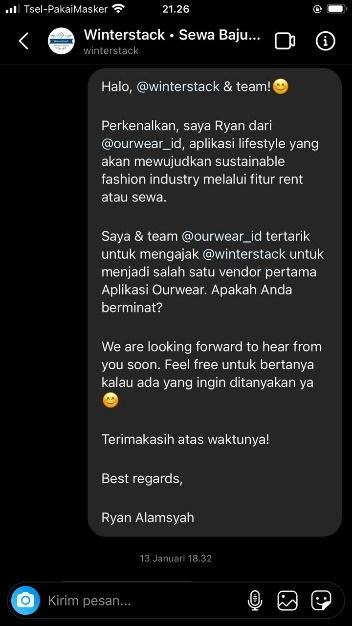 Tsel-PakaiMasker
21.26
Winterstack • Sewa Baju...
winterstack
Halo, @winterstack & team!😊
Perkenalkan, saya Ryan dari
@ourwear_id, aplikasi lifestyle yang
akan mewujudkan sustainable
fashion industry melalui fitur rent
atau sewa.
Saya & team @ourwear_id tertarik
untuk mengajak @winterstack untuk
menjadi salah satu vendor pertama
Aplikasi Ourwear. Apakah Anda
berminat?
We are looking forward to hear from
you soon. Feel free untuk bertanya
kalau ada yang ingin ditanyakan ya
😊
Terimakasih atas waktunya!
Best regards,
Ryan Alamsyah
13 Januari 18.32
Kirim pesan...